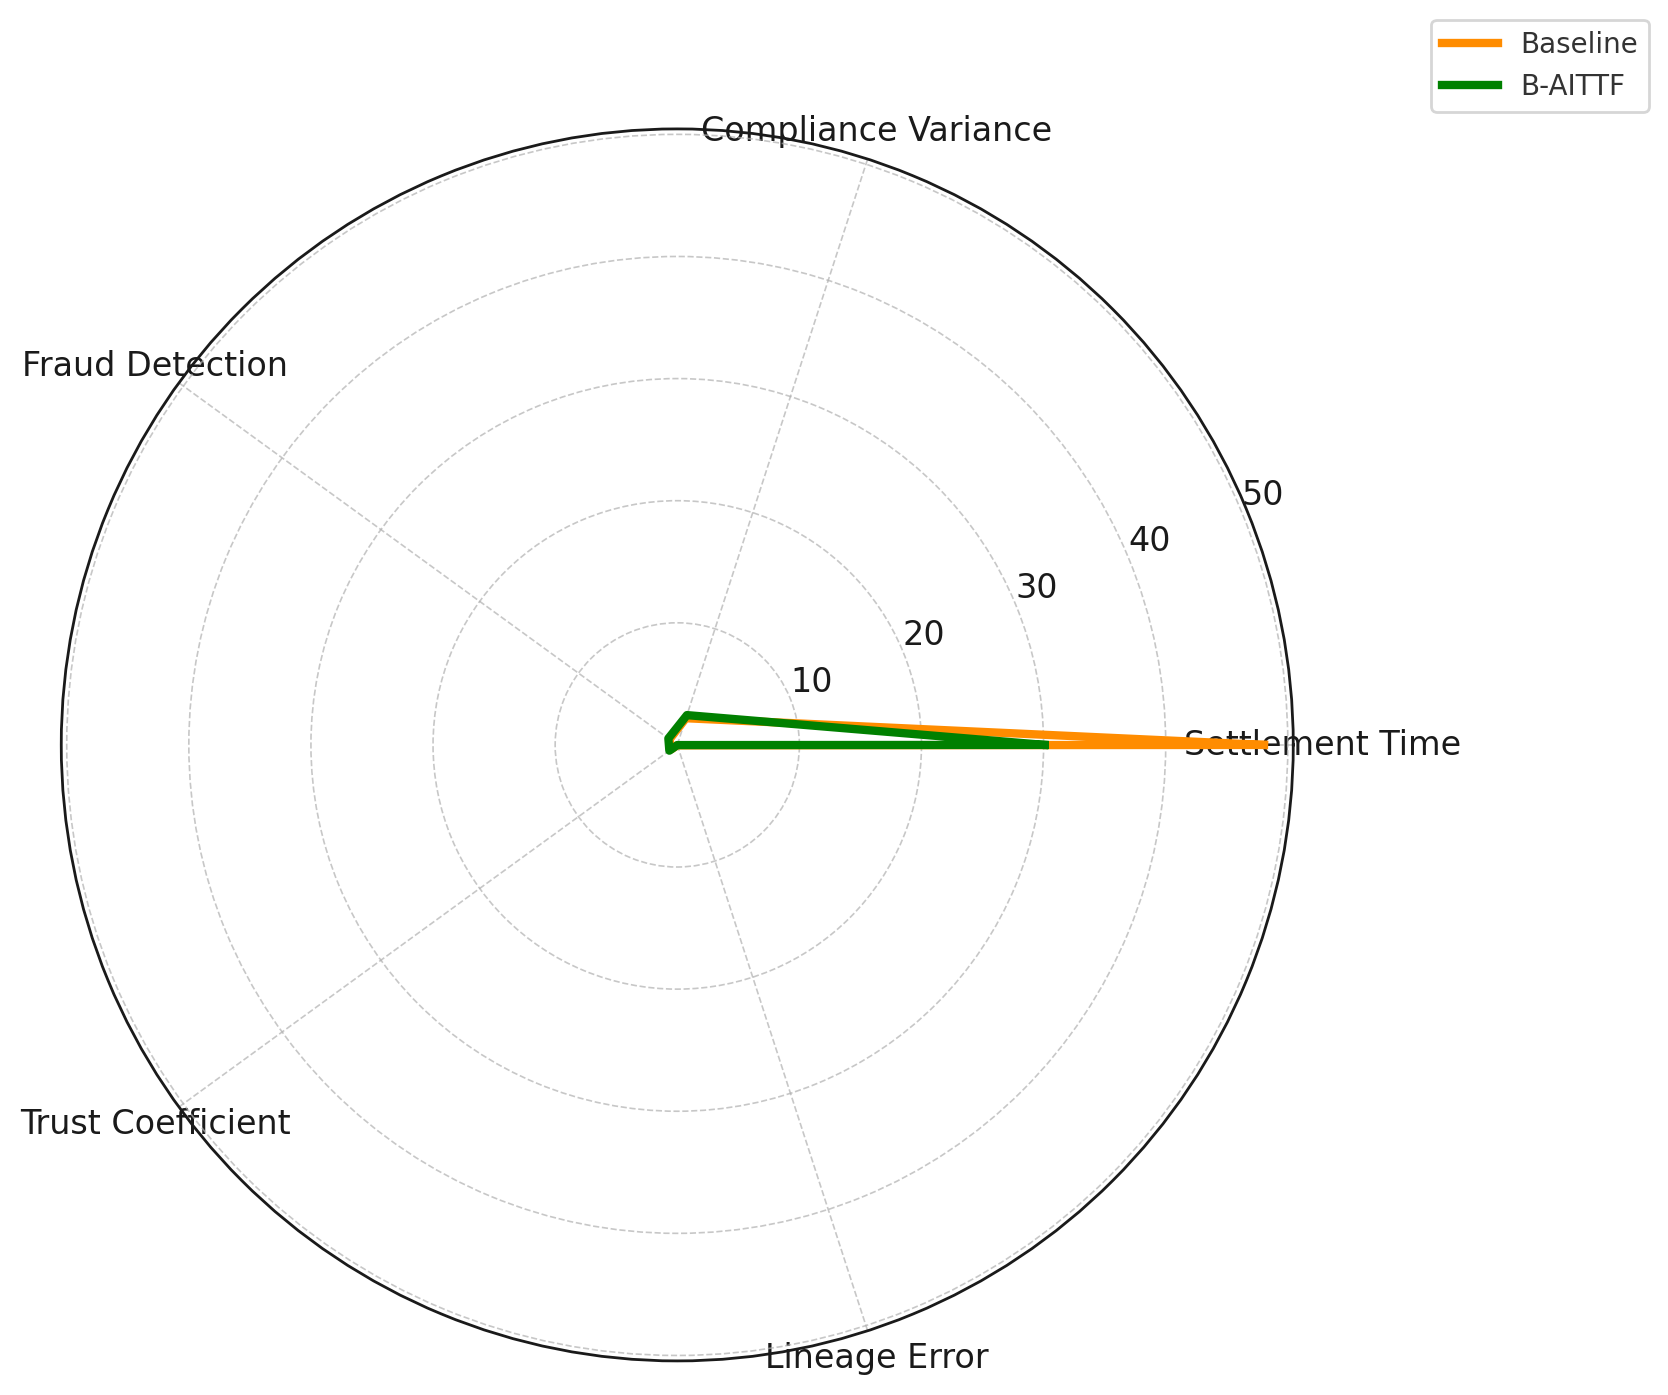 Baseline
B-AITTF
Compliance Variance
Fraud Detection
50
40
30
20
10
Settlement Time
Trust Coefficient
Lineage Error